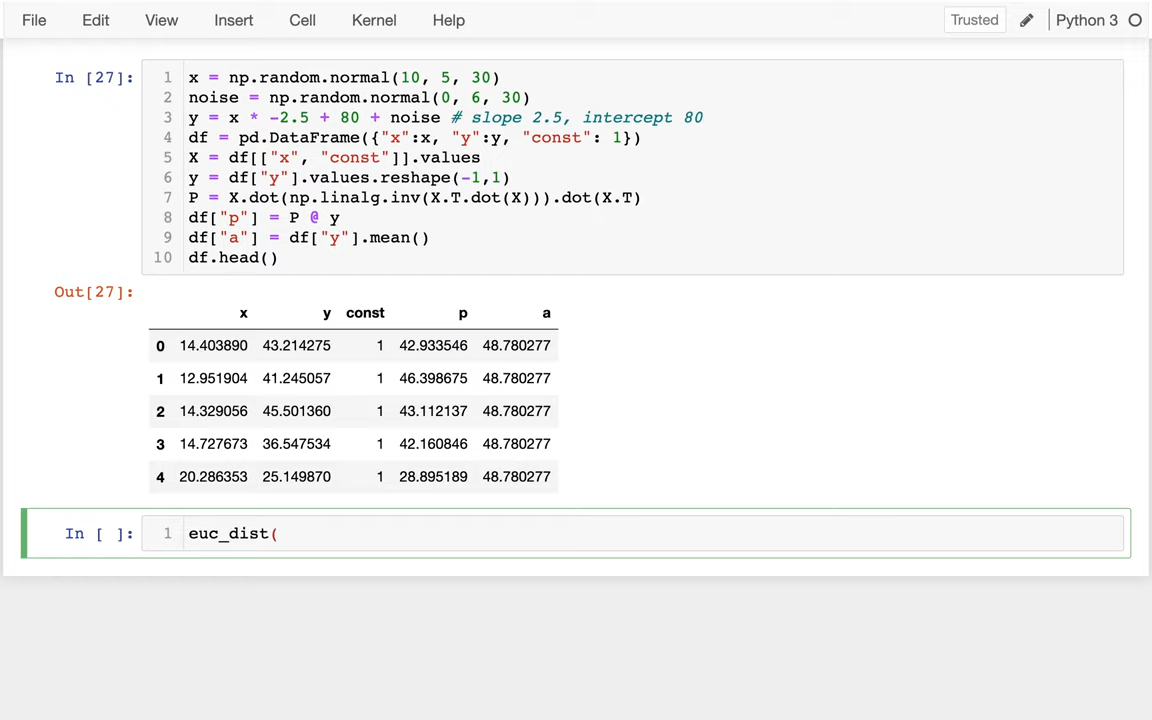 File Edit View Insert Cell Kernel Help Trusted Python 3
In [27]:
1 x = np.random.normal(10, 5, 30)
2 noise = np.random.normal(0, 6, 30)
3 y = x * -2.5 + 80 + noise # slope 2.5, intercept 80
4 df = pd.DataFrame({"x":x, "y":y, "const": 1})
5 X = df[["x", "const"]].values
6 y = df["y"].values.reshape(-1,1)
7 P = X.dot(np.linalg.inv(X.T.dot(X))).dot(X.T)
8 df["p"] = P @ y
9 df["a"] = df["y"].mean()
10 df.head()
Out[27]:
x y const p a
0 14.403890 43.214275 1 42.933546 48.780277
1 12.951904 41.245057 1 46.398675 48.780277
2 14.329056 45.501360 1 43.112137 48.780277
3 14.727673 36.547534 1 42.160846 48.780277
4 20.286353 25.149870 1 28.895189 48.780277
In [ ]: 1 euc_dist(